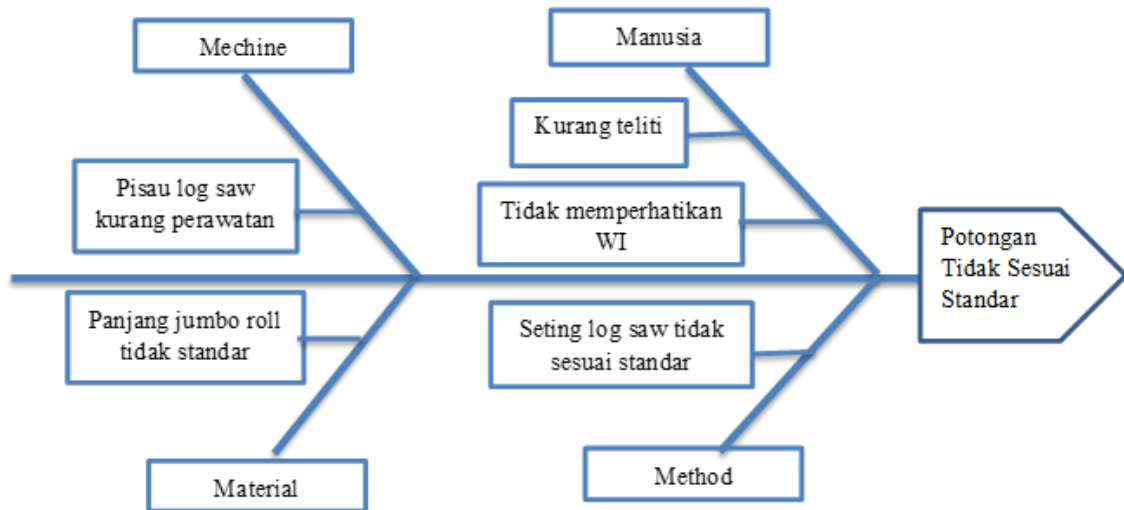 Mechine
Manusia
Kurang teliti
Pisau log saw
kurang perawatan
Tidak memperhatikan
WI
Potongan
Tidak Sesuai
Standar
Panjang jumbo roll
tidak standar
Seting log saw tidak
sesuai standar
Material
Method